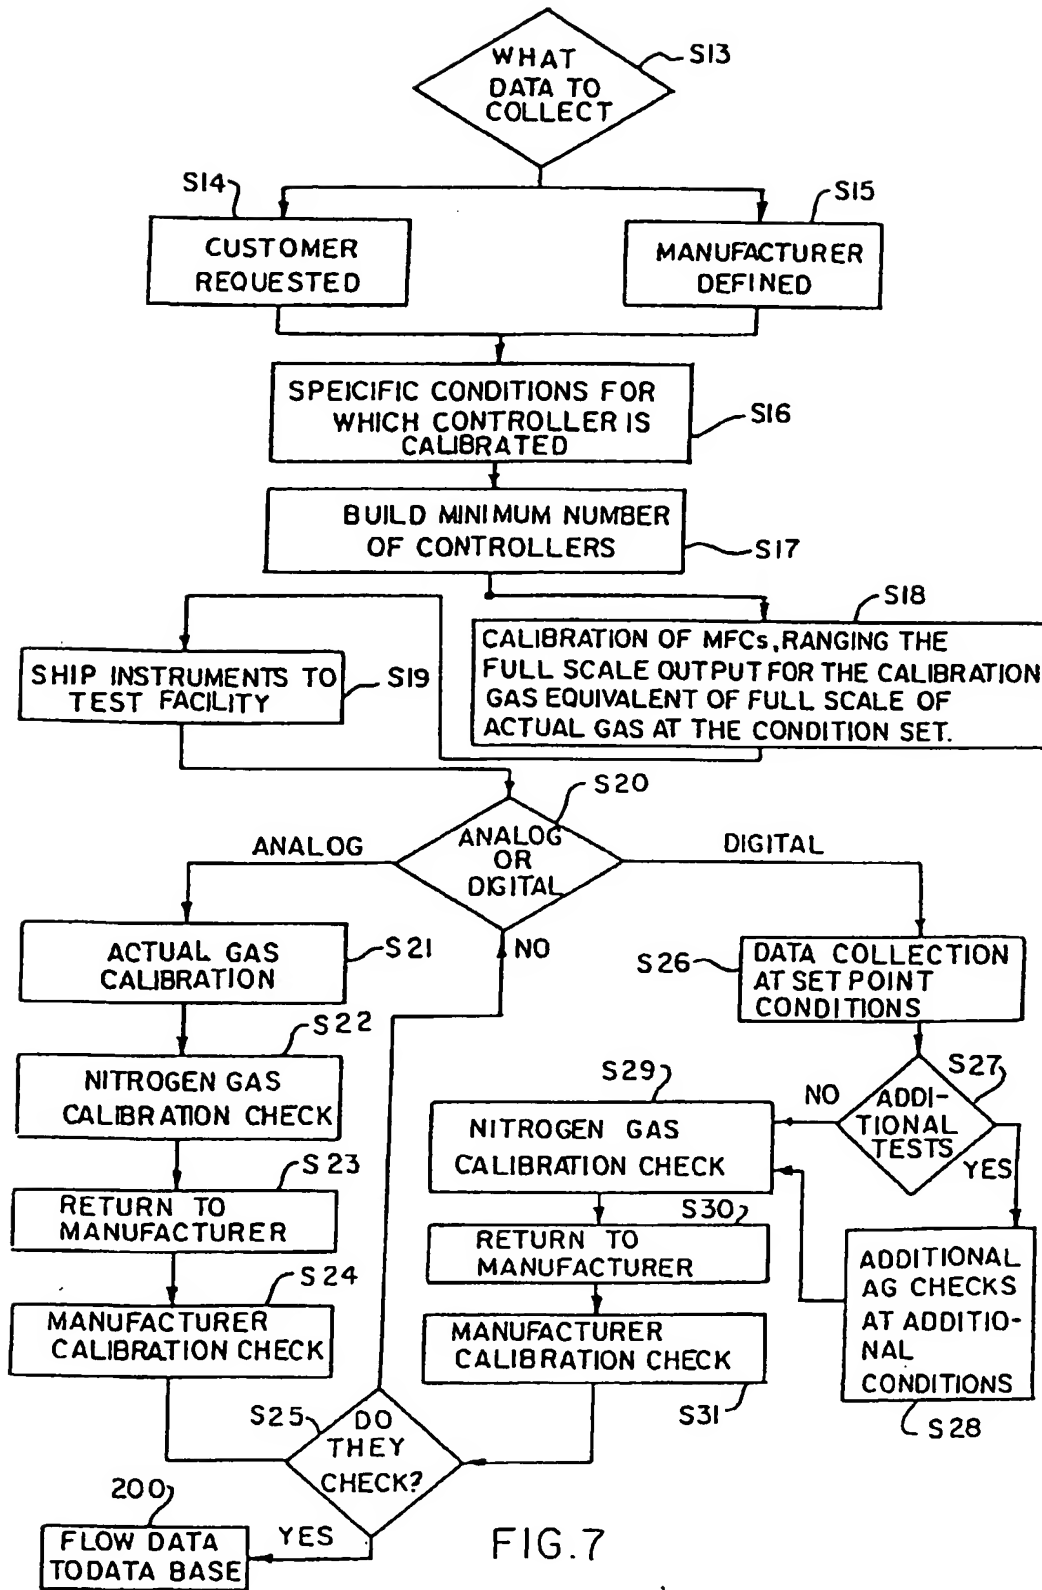 WHAT
DATA TO
COLLECT
S13
S14
S15
CUSTOMER
REQUESTED
MANUFACTURER
DEFINED
SPEICIFIC CONDITIONS FOR
WHICH CONTROLLER IS
CALIBRATED
S16
BUILD MINIMUM NUMBER
OF CONTROLLERS
S17
S18
CALIBRATION OF MFCs, RANGING THE
FULL SCALE OUTPUT FOR THE CALIBRATION
GAS EQUIVALENT OF FULL SCALE OF
ACTUAL GAS AT THE CONDITION SET.
SHIP INSTRUMENTS TO
TEST FACILITY
S19
S20
ANALOG
OR
DIGITAL
ANALOG
DIGITAL
NO
ACTUAL GAS
CALIBRATION
S21
S22
NITROGEN GAS
CALIBRATION CHECK
S23
RETURN TO
MANUFACTURER
S24
MANUFACTURER
CALIBRATION CHECK
S26
DATA COLLECTION
AT SET POINT
CONDITIONS
S27
ADDI-
TIONAL
TESTS
NO
YES
S29
NITROGEN GAS
CALIBRATION CHECK
S30
RETURN TO
MANUFACTURER
MANUFACTURER
CALIBRATION CHECK
S31
ADDITIONAL
AG CHECKS
AT ADDITIO-
NAL
CONDITIONS
S28
S25
DO
THEY
CHECK?
YES
200
FLOW DATA
TODATA BASE
FIG.7